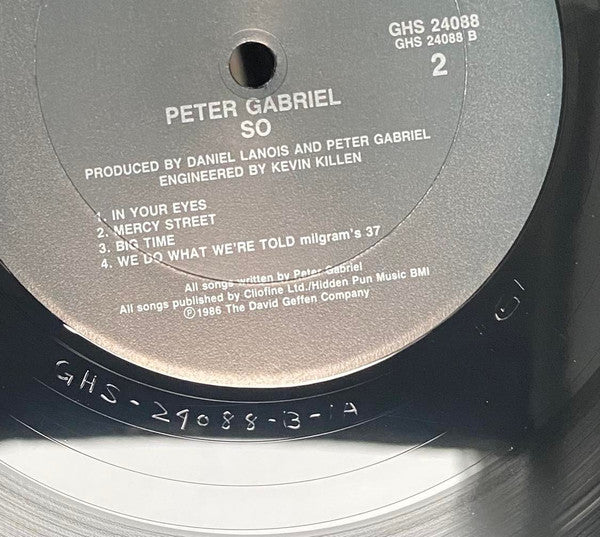 GHS 24088
GHS 24088 B
2
PETER GABRIEL
SO
PRODUCED BY DANIEL LANOIS AND PETER GABRIEL
ENGINEERED BY KEVIN KILLEN
1. IN YOUR EYES
2. MERCY STREET
3. BIG TIME
4. WE DO WHAT WE'RE TOLD milgram's 37
All songs written by Peter Gabriel
All songs published by Cliofine Ltd./Hidden Pun Music BMI
℗1986 The David Geffen Company
GHS-24088-B-1A